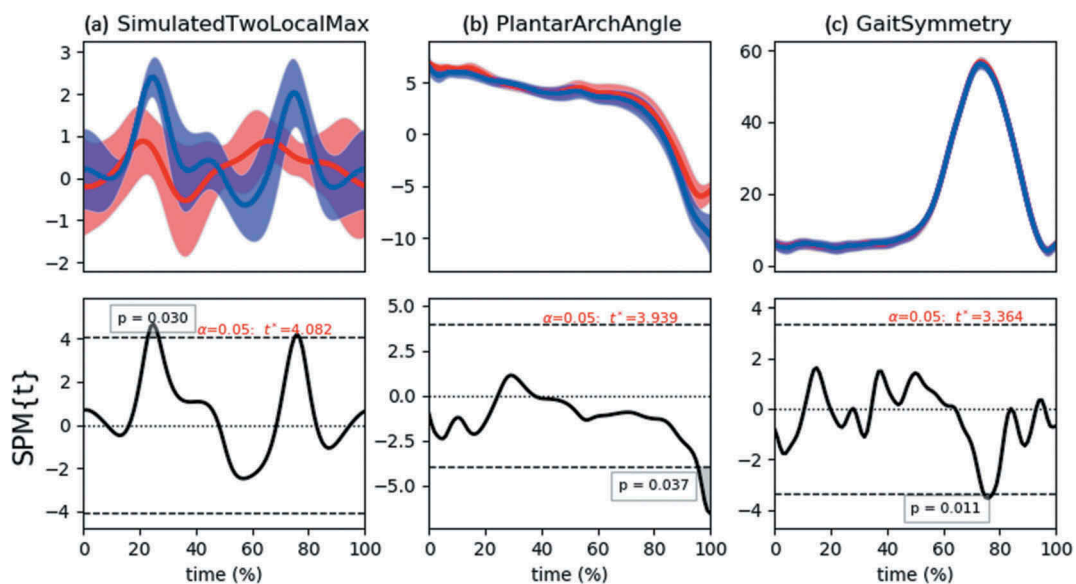 (a) SimulatedTwoLocalMax
(b) PlantarArchAngle
(c) GaitSymmetry
3
2
1
0
−1
−2
5
0
−5
−10
60
40
20
0
SPM{t}
4
2
0
−2
−4
p = 0.030
α=0.05: t*=4.082
0 20 40 60 80 100
time (%)
5.0
2.5
0.0
−2.5
−5.0
α=0.05: t*=3.939
p = 0.037
0 20 40 60 80 100
time (%)
4
2
0
−2
−4
α=0.05: t*=3.364
p = 0.011
0 20 40 60 80 100
time (%)